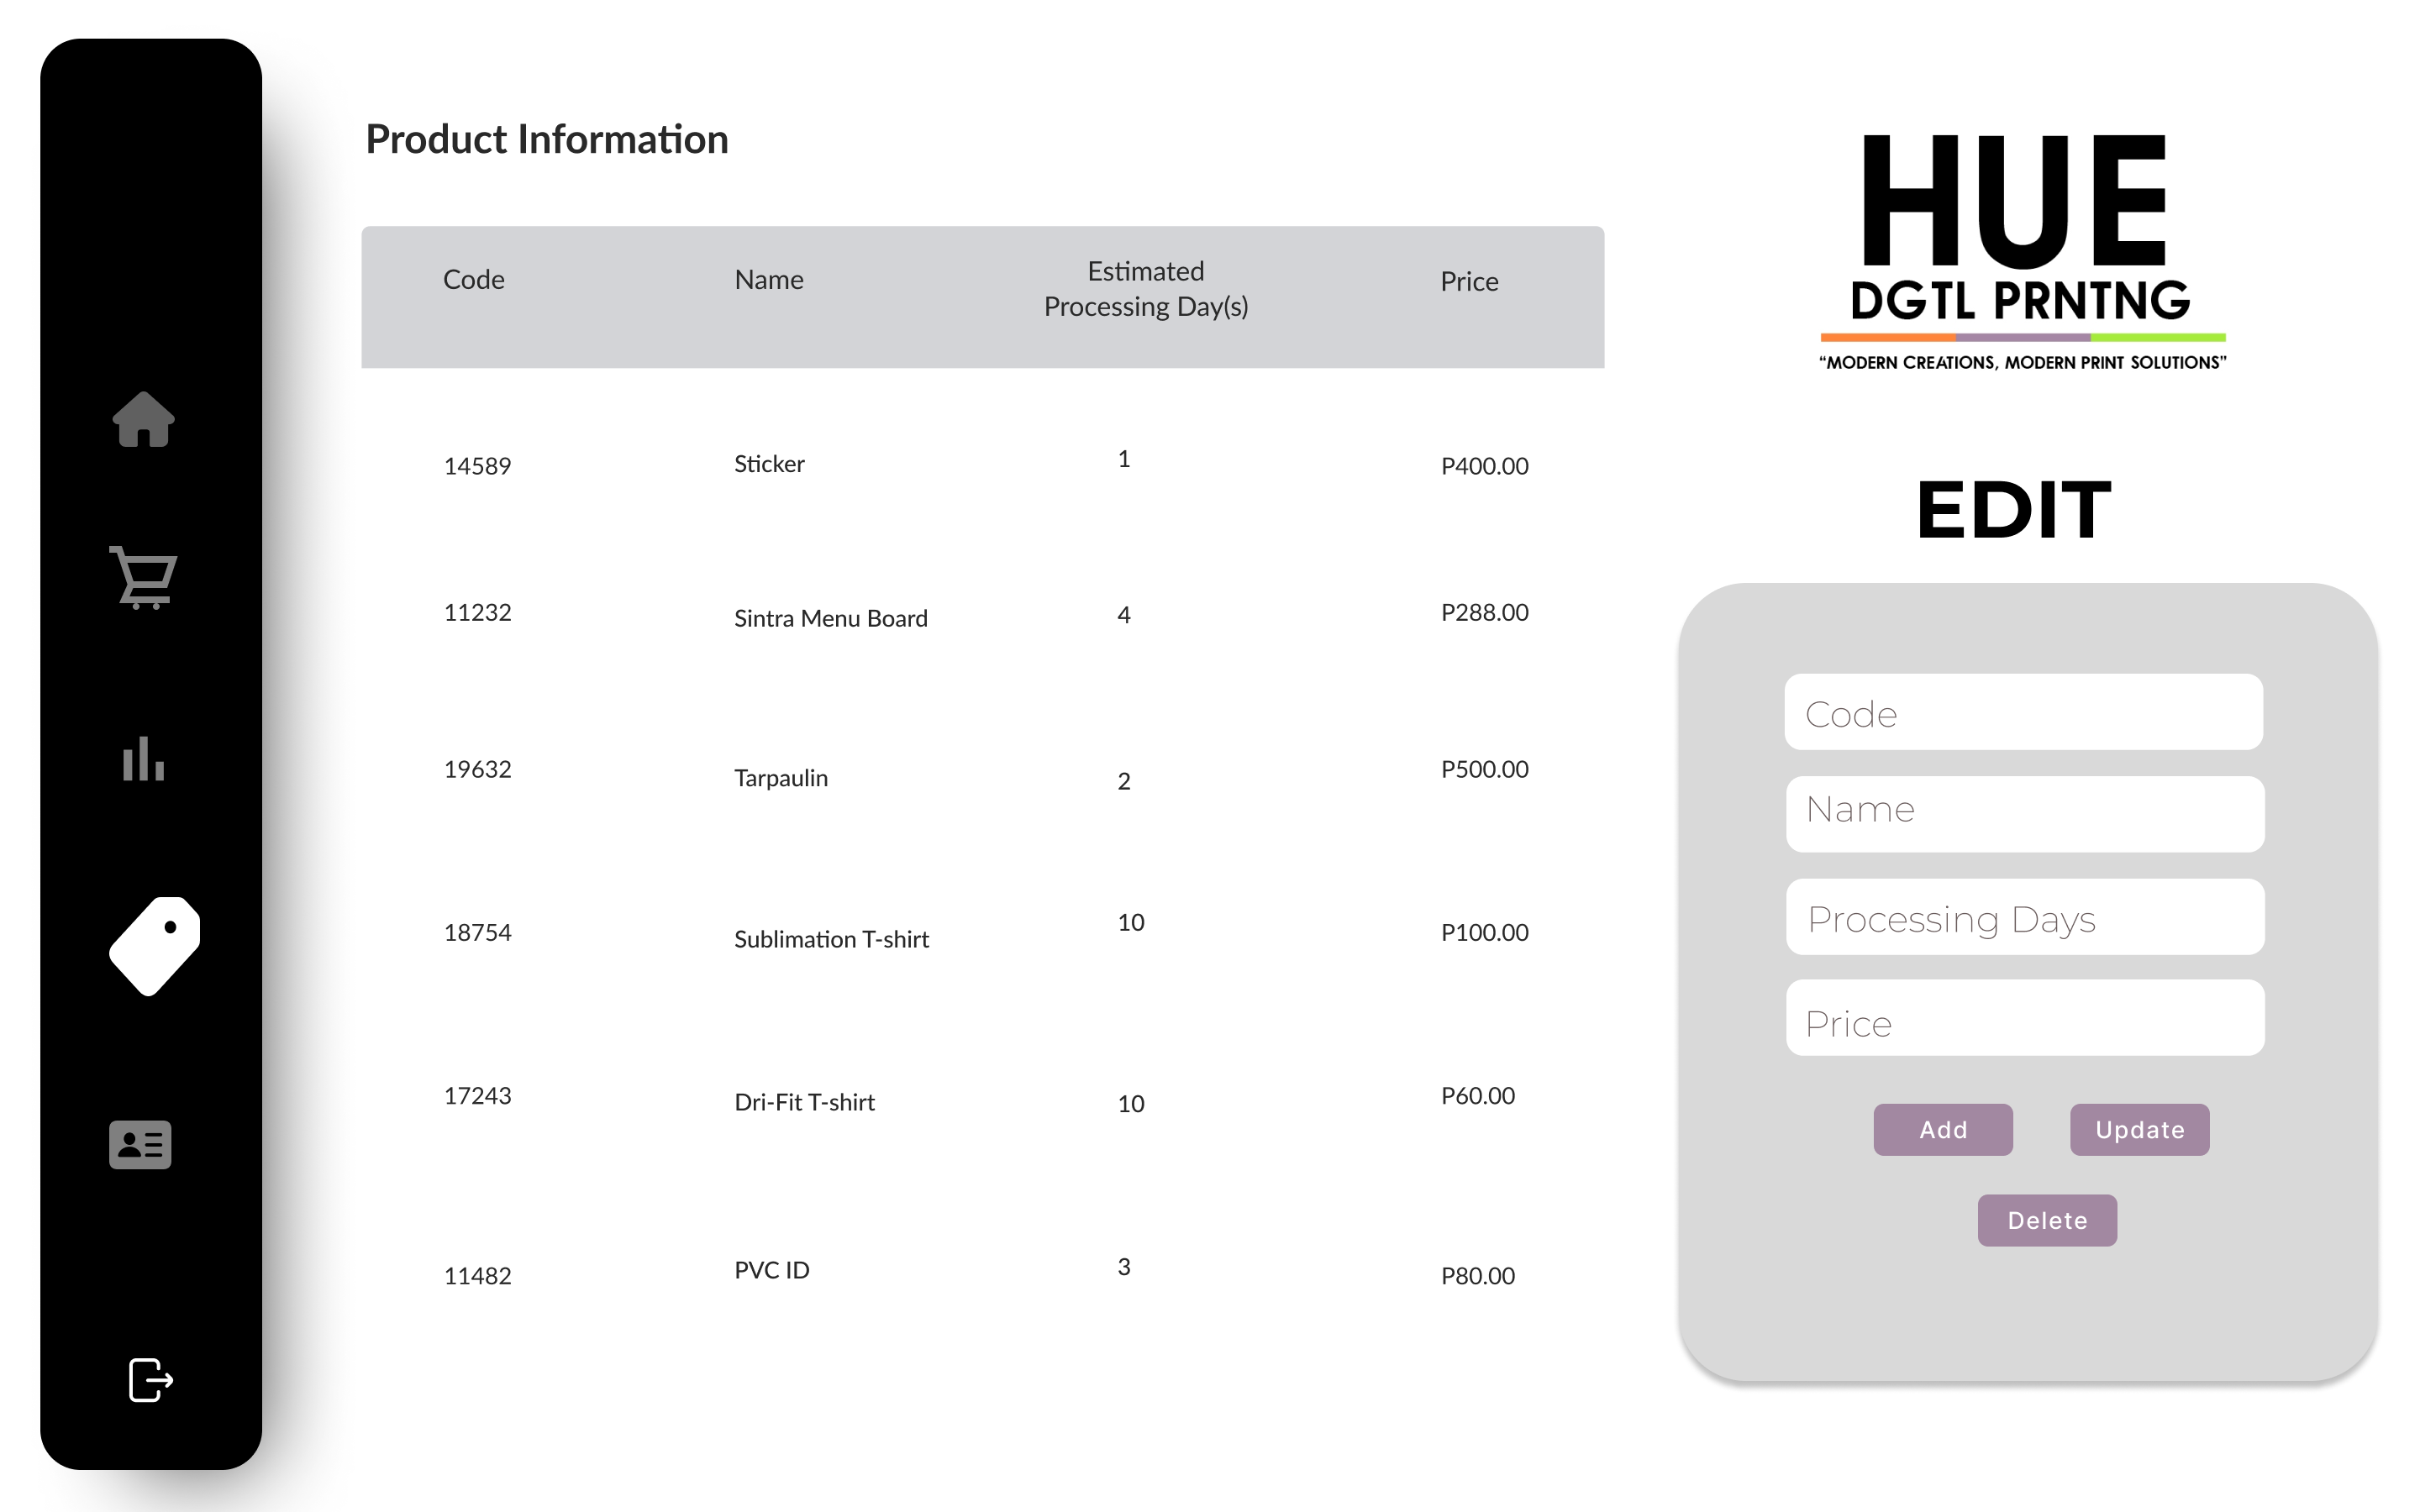 Product Information
Code
Name
Estimated
Processing Day(s)
Price
14589
Sticker
1
P400.00
11232
Sintra Menu Board
4
P288.00
19632
Tarpaulin
2
P500.00
18754
Sublimation T-shirt
10
P100.00
17243
Dri-Fit T-shirt
10
P60.00
11482
PVC ID
3
P80.00
HUE
DGTL PRNTNG
“MODERN CREATIONS, MODERN PRINT SOLUTIONS”
EDIT
Code
Name
Processing Days
Price
Add
Update
Delete